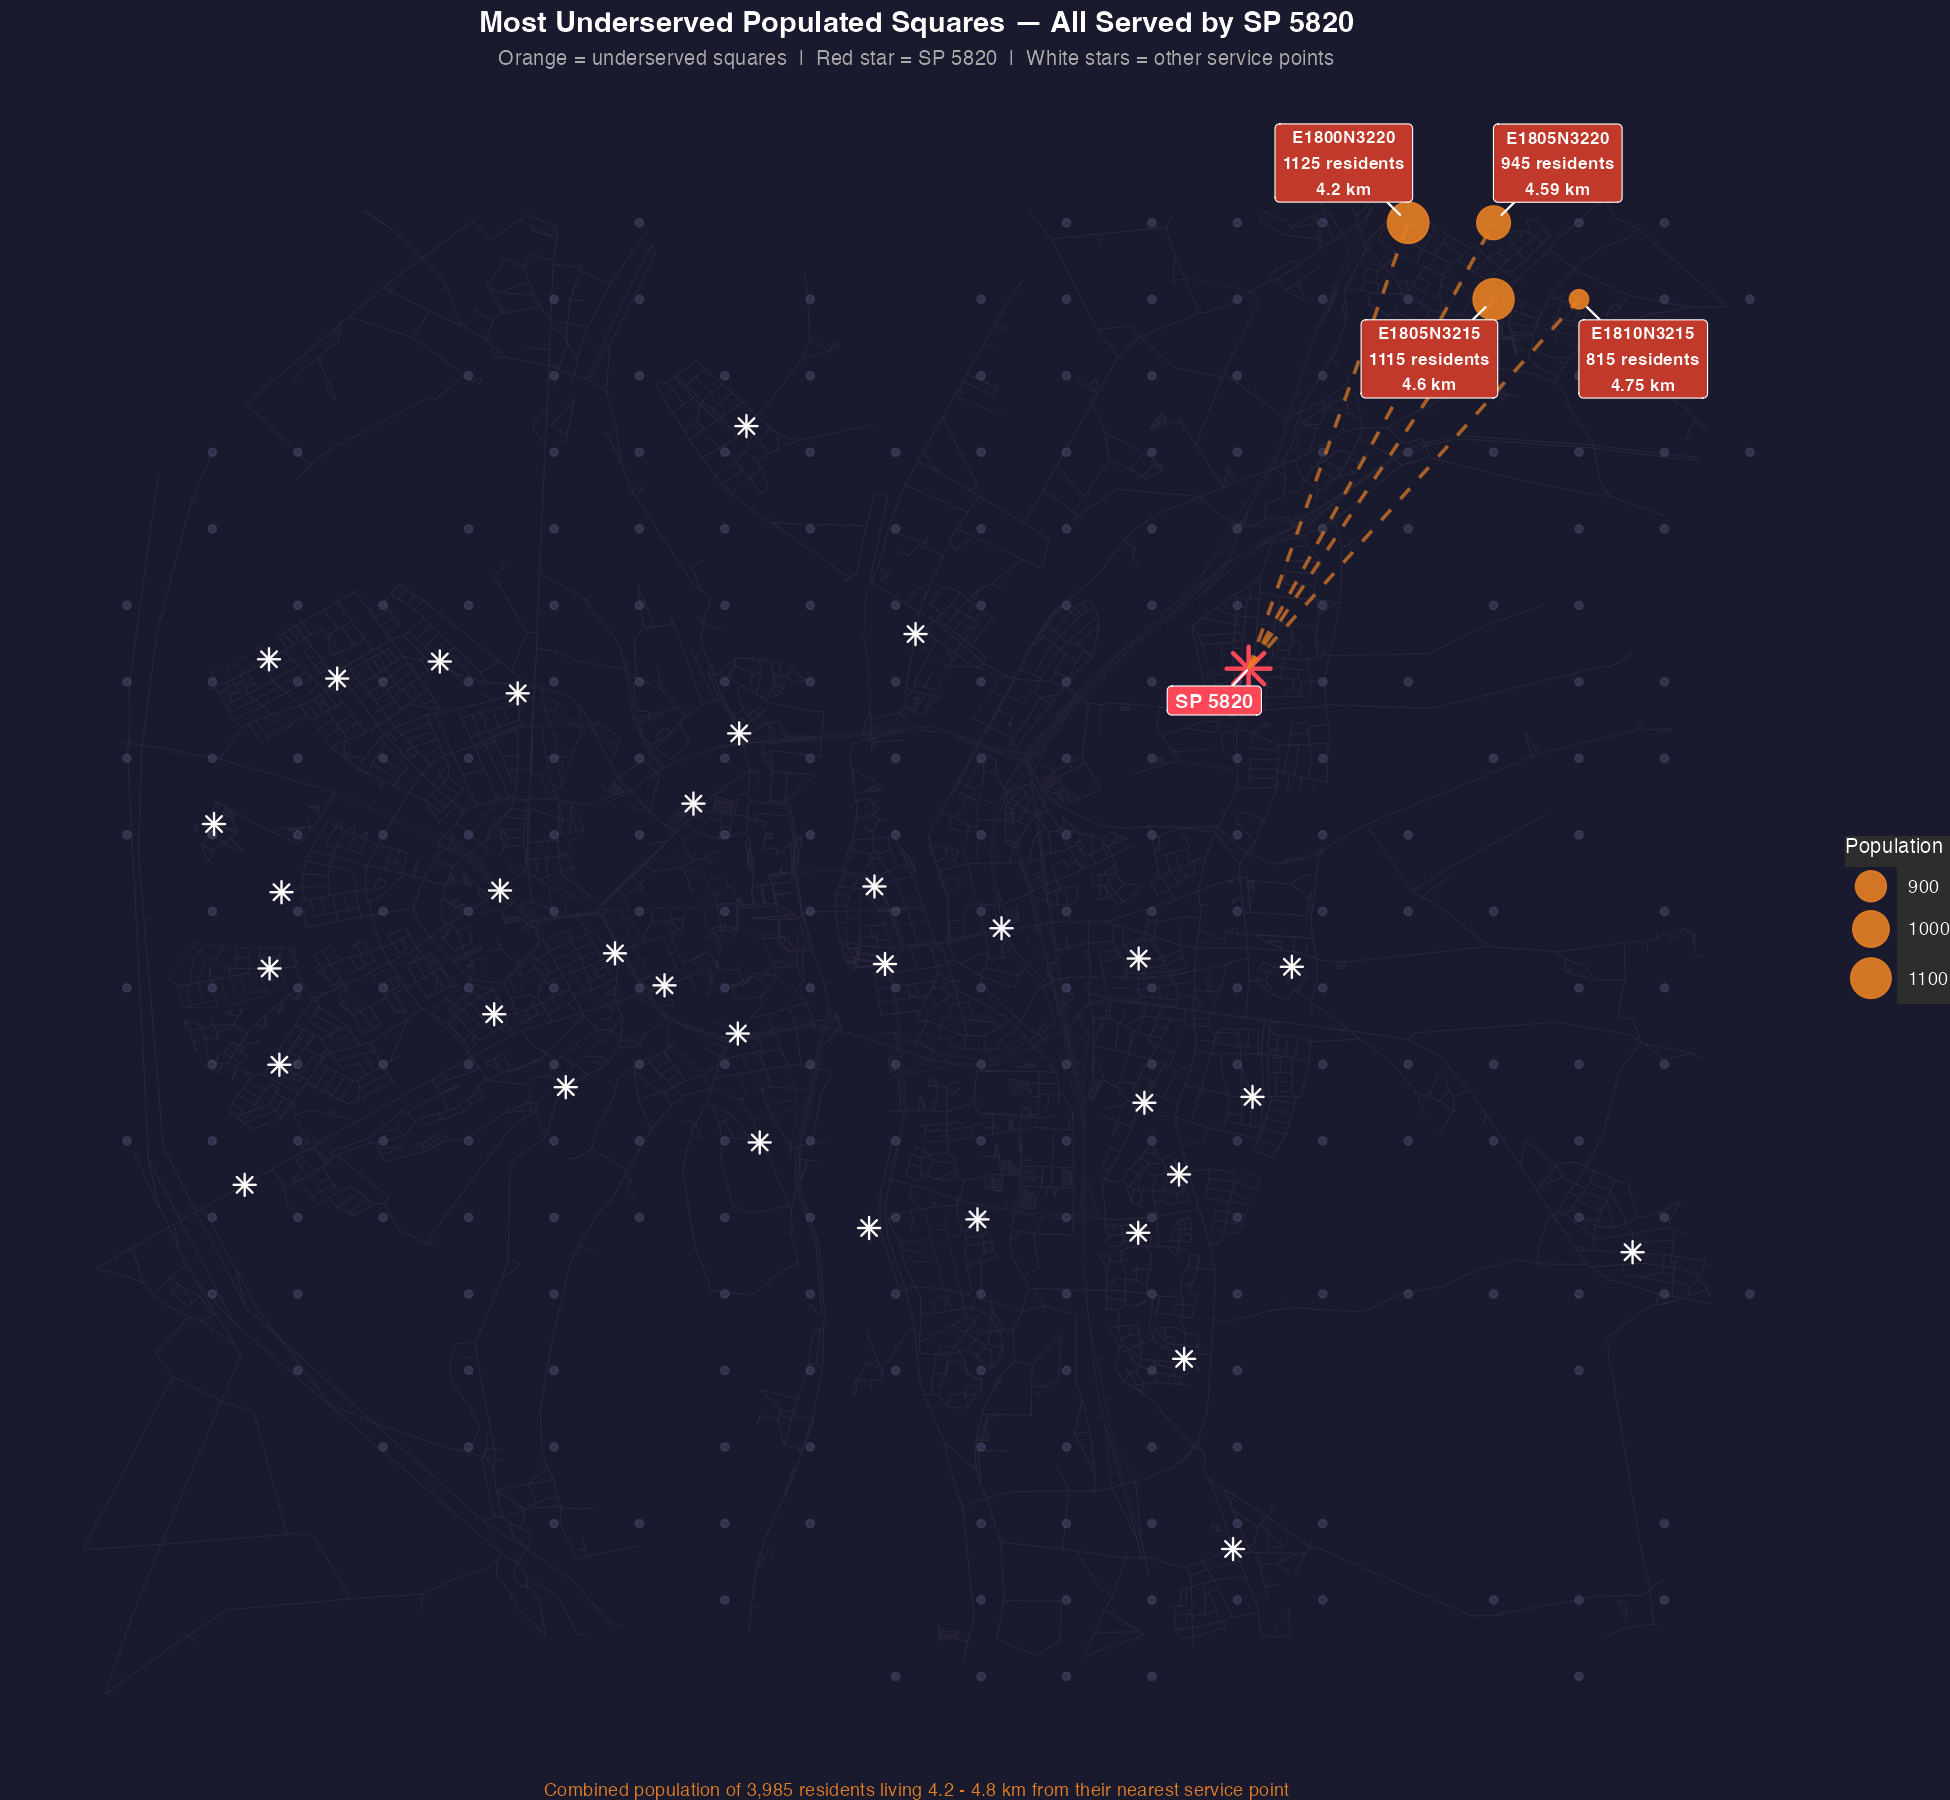 Most Underserved Populated Squares — All Served by SP 5820
Orange = underserved squares | Red star = SP 5820 | White stars = other service points
E1800N3220
1125 residents
4.2 km
E1805N3220
945 residents
4.59 km
E1805N3215
1115 residents
4.6 km
E1810N3215
815 residents
4.75 km
SP 5820
Population
900
1000
1100
Combined population of 3,985 residents living 4.2 - 4.8 km from their nearest service point